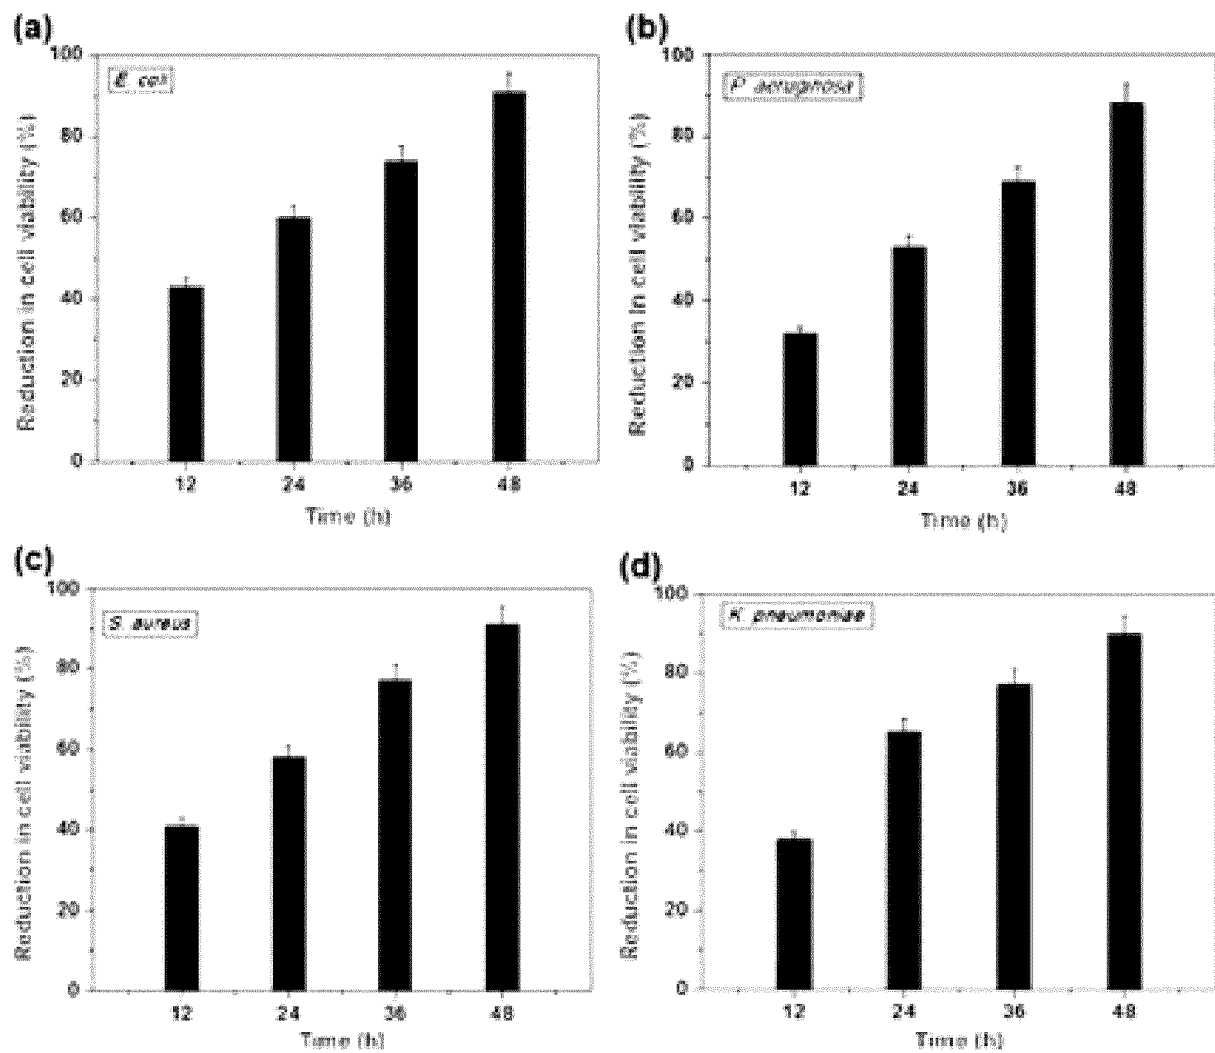 (a)
100
80
60
40
20
0
E. coli
Reduction in cell viability (%)
12 24 36 48
Time (h)
(b)
100
80
60
40
20
0
P. aeruginosa
Reduction in cell viability (%)
12 24 36 48
Time (h)
(c)
100
80
60
40
20
0
S. aureus
Reduction in cell viability (%)
12 24 36 48
Time (h)
(d)
100
80
60
40
20
0
K. pneumoniae
Reduction in cell viability (%)
12 24 36 48
Time (h)